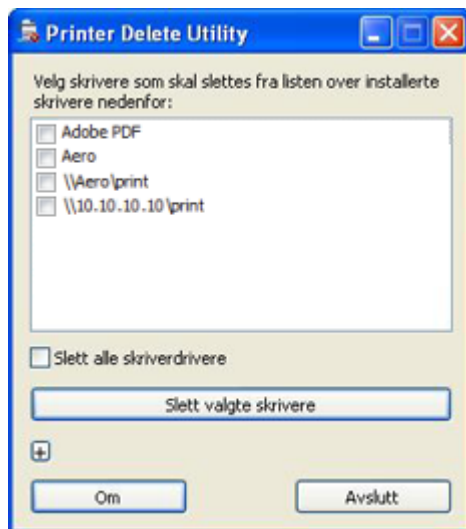 Printer Delete Utility
Velg skrivere som skal slettes fra listen over installerte
skrivere nedenfor:
Adobe PDF
Aero
\\Aero\print
\\10.10.10.10\print
Slett alle skriverdrivere
Slett valgte skrivere
Om
Avslutt